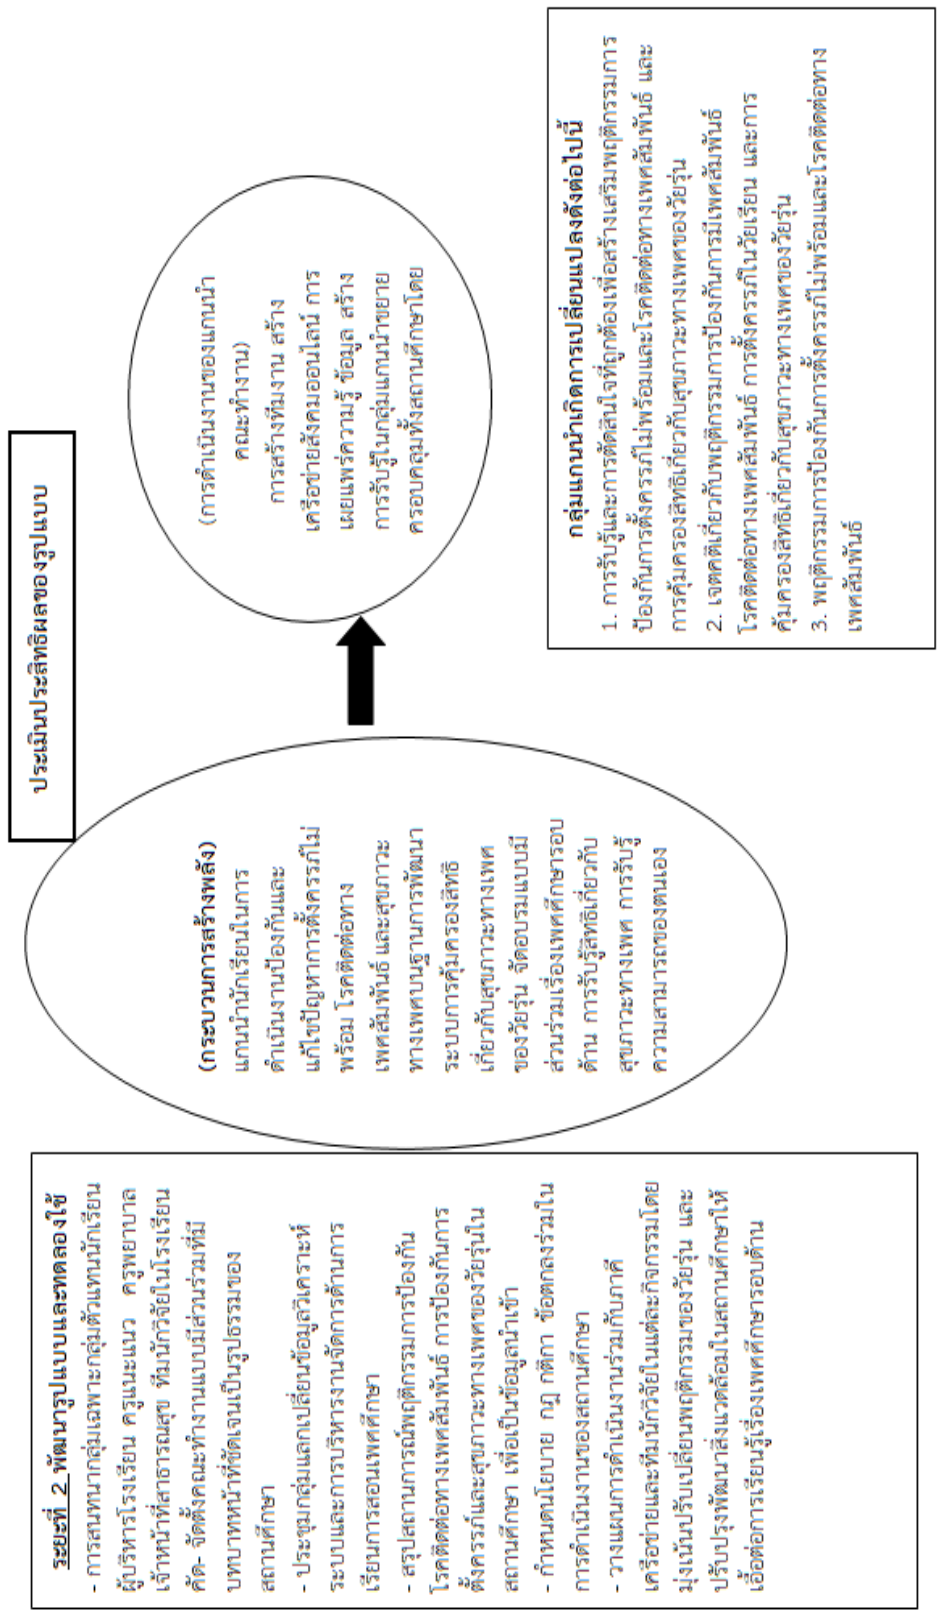 ประเมินประสิทธิผลของรูปแบบ
ระยะที่ 2 พัฒนารูปแบบและทดลองใช้
- การสนทนากลุ่มเฉพาะกลุ่มตัวแทนนักเรียน
ผู้บริหารโรงเรียน ครูแนะแนว ครูพยาบาล
เจ้าหน้าที่สาธารณสุข ทีมนักวิจัยในโรงเรียน
คัด- จัดตั้งคณะทำงานแบบมีส่วนร่วมที่มี
บทบาทหน้าที่ชัดเจนเป็นรูปธรรมของ
สถานศึกษา
- ประชุมกลุ่มแลกเปลี่ยนข้อมูลวิเคราะห์
ระบบและการบริหารงานจัดการด้านการ
เรียนการสอนเพศศึกษา
- สรุปสถานการณ์พฤติกรรมการป้องกัน
โรคติดต่อทางเพศสัมพันธ์ การป้องกันการ
ตั้งครรภ์และสุขภาวะทางเพศของวัยรุ่นใน
สถานศึกษา เพื่อเป็นข้อมูลนำเข้า
- กำหนดนโยบาย กฎ กติกา ข้อตกลงร่วมใน
การดำเนินงานของสถานศึกษา
- วางแผนการดำเนินงานร่วมกับภาคี
เครือข่ายและทีมนักวิจัยในแต่ละกิจกรรมโดย
มุ่งเน้นปรับเปลี่ยนพฤติกรรมของวัยรุ่น และ
ปรับปรุงพัฒนาสิ่งแวดล้อมในสถานศึกษาให้
เอื้อต่อการเรียนรู้เรื่องเพศศึกษารอบด้าน
(กระบวนการสร้างพลัง)
แกนนำนักเรียนในการ
ดำเนินงานป้องกันและ
แก้ไขปัญหาการตั้งครรภ์ไม่
พร้อม โรคติดต่อทาง
เพศสัมพันธ์ และสุขภาวะ
ทางเพศบนฐานการพัฒนา
ระบบการคุ้มครองสิทธิ
เกี่ยวกับสุขภาวะทางเพศ
ของวัยรุ่น จัดอบรมแบบมี
ส่วนร่วมเรื่องเพศศึกษารอบ
ด้าน การรับรู้สิทธิเกี่ยวกับ
สุขภาวะทางเพศ การรับรู้
ความสามารถของตนเอง
(การดำเนินงานของแกนนำ
คณะทำงาน)
การสร้างทีมงาน สร้าง
เครือข่ายสังคมออนไลน์ การ
เผยแพร่ความรู้ ข้อมูล สร้าง
การรับรู้ในกลุ่มแกนนำขยาย
ครอบคลุมทั้งสถานศึกษาโดย
กลุ่มแกนนำเกิดการเปลี่ยนแปลงดังต่อไปนี้
1. การรับรู้และการตัดสินใจที่ถูกต้องเพื่อสร้างเสริมพฤติกรรมการ
ป้องกันการตั้งครรภ์ไม่พร้อมและโรคติดต่อทางเพศสัมพันธ์ และ
การคุ้มครองสิทธิเกี่ยวกับสุขภาวะทางเพศของวัยรุ่น
2. เจตคติเกี่ยวกับพฤติกรรมการป้องกันการมีเพศสัมพันธ์
โรคติดต่อทางเพศสัมพันธ์ การตั้งครรภ์ในวัยเรียน และการ
คุ้มครองสิทธิเกี่ยวกับสุขภาวะทางเพศของวัยรุ่น
3. พฤติกรรมการป้องกันการตั้งครรภ์ไม่พร้อมและโรคติดต่อทาง
เพศสัมพันธ์